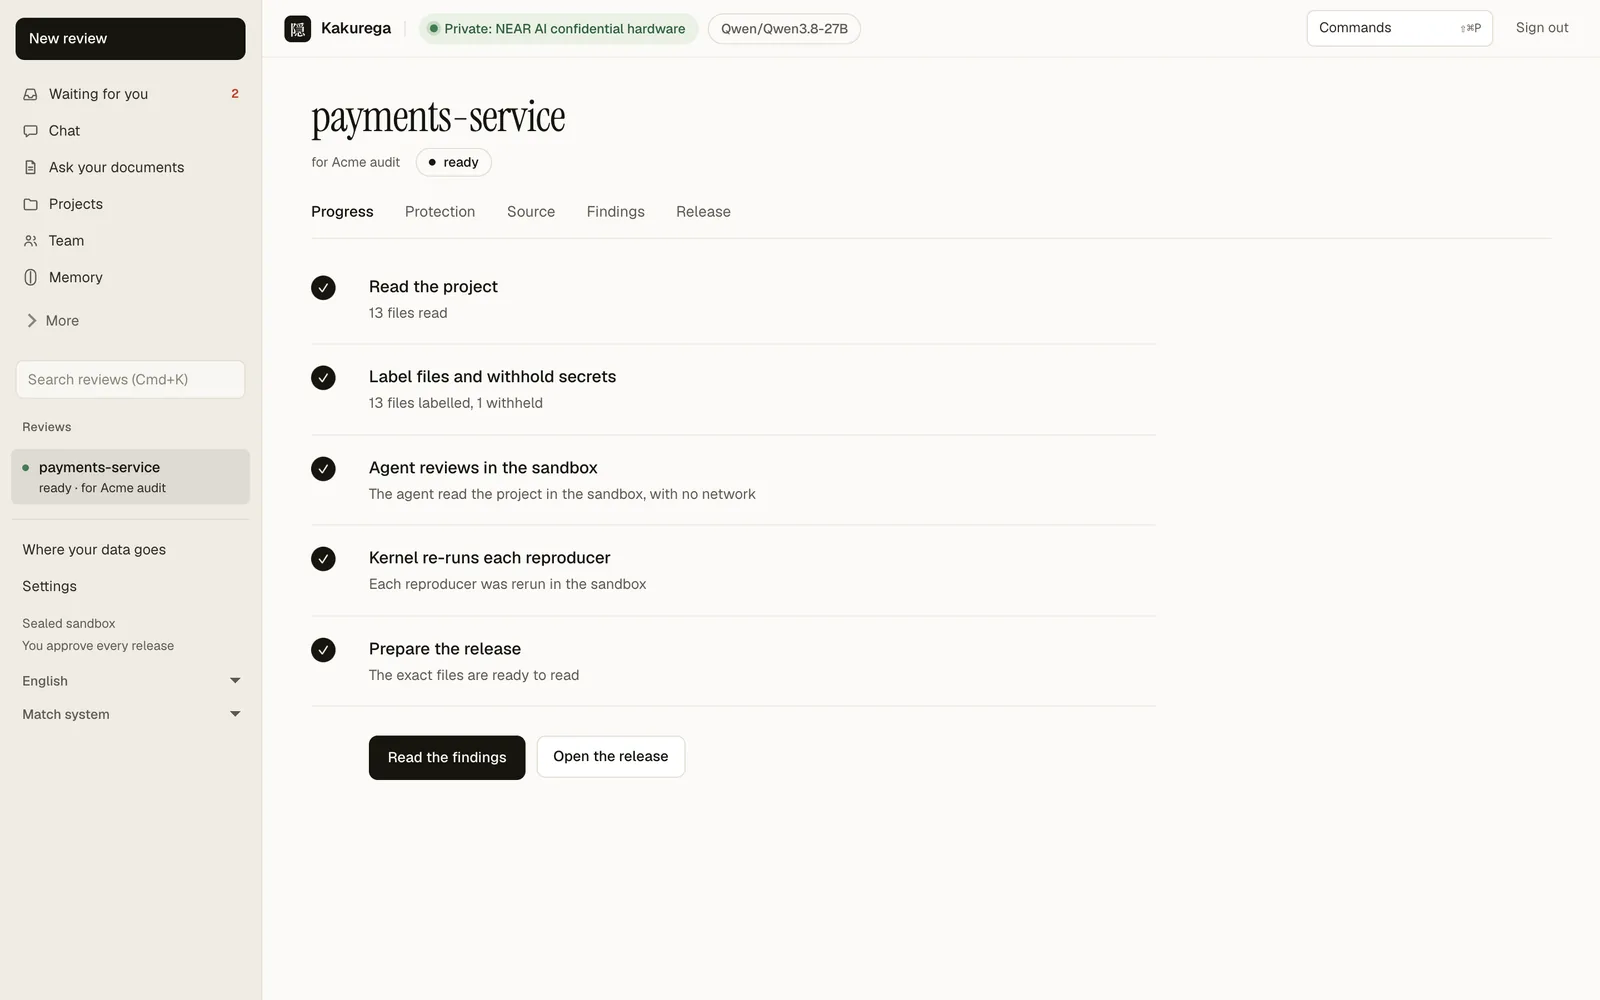 New review
Waiting for you 2
Chat
Ask your documents
Projects
Team
Memory
More
Search reviews (Cmd+K)
Reviews
payments-service
ready · for Acme audit
Where your data goes
Settings
Sealed sandbox
You approve every release
English
Match system
Kakurega
Private: NEAR AI confidential hardware
Qwen/Qwen3.8-27B
Commands ⇧⌘P
Sign out
payments-service
for Acme audit
ready
Progress Protection Source Findings Release
Read the project
13 files read
Label files and withhold secrets
13 files labelled, 1 withheld
Agent reviews in the sandbox
The agent read the project in the sandbox, with no network
Kernel re-runs each reproducer
Each reproducer was rerun in the sandbox
Prepare the release
The exact files are ready to read
Read the findings
Open the release